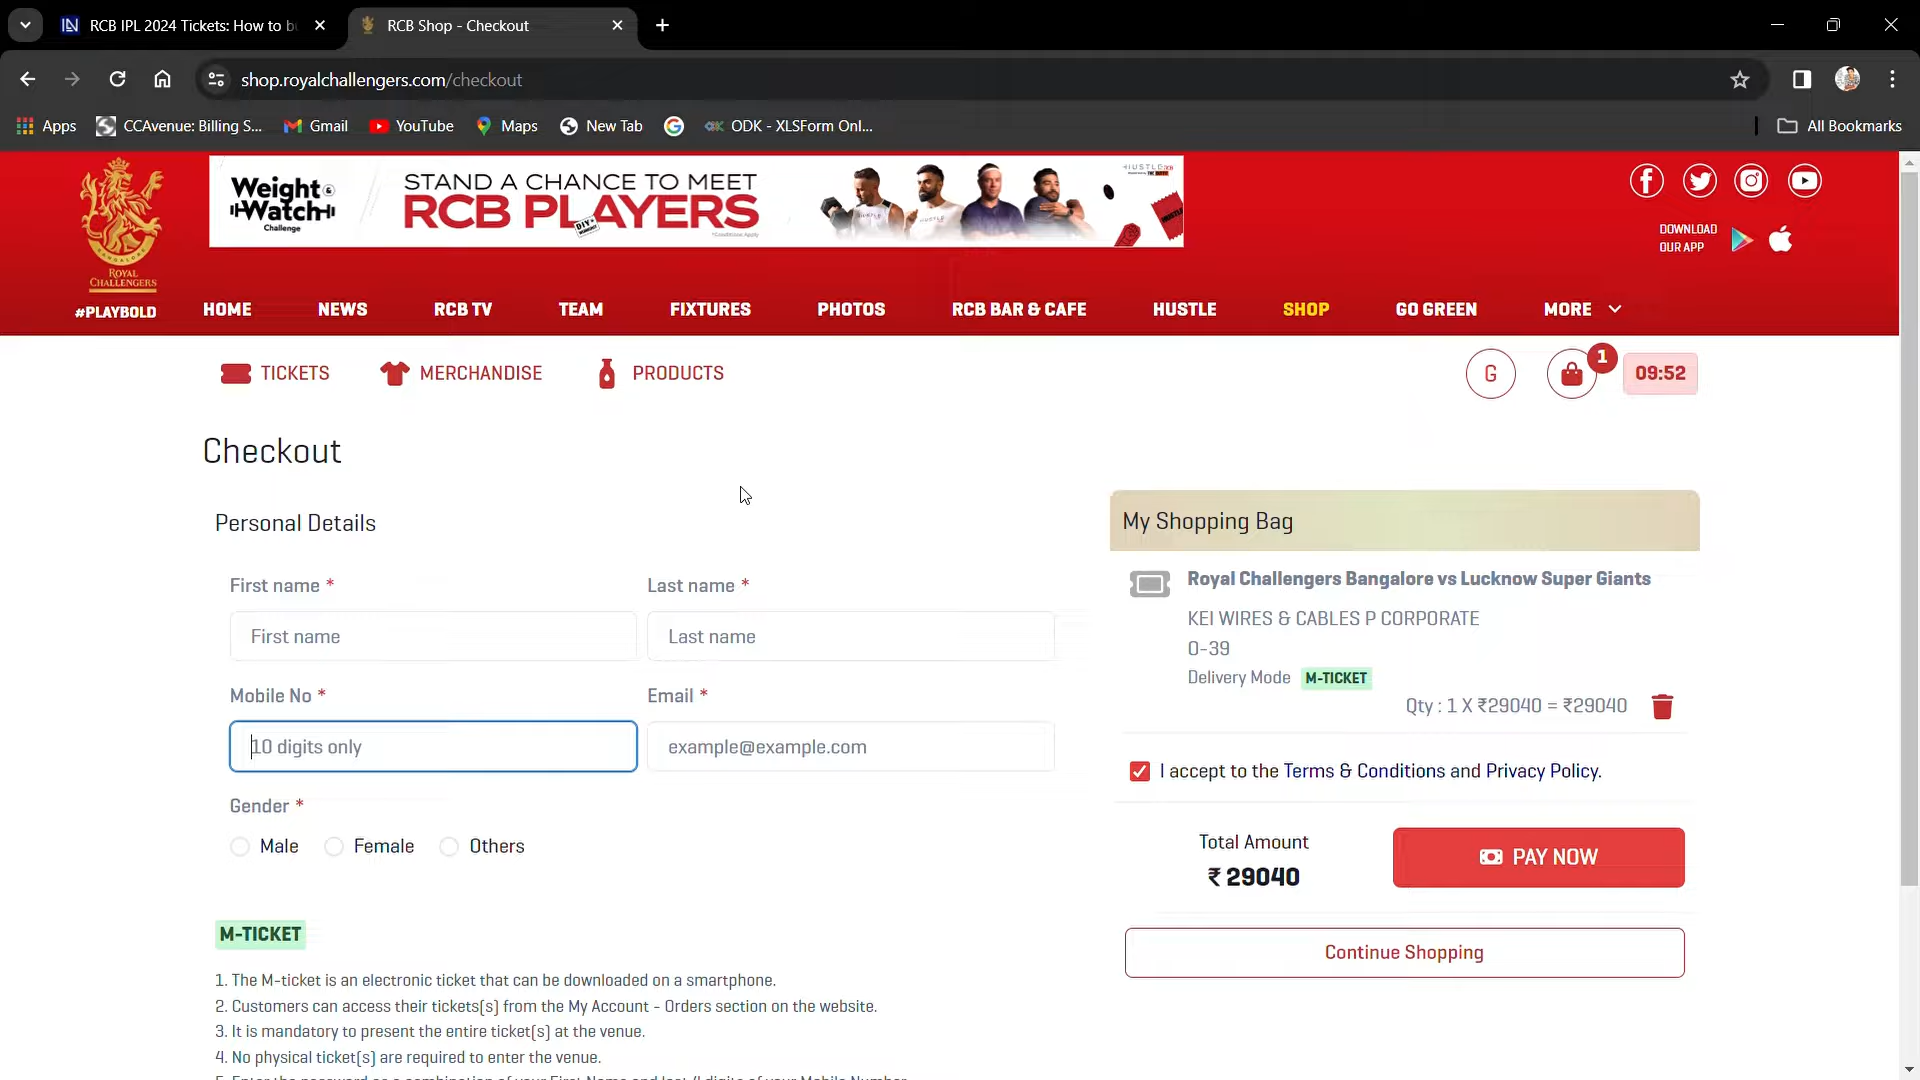 RCB IPL 2024 Tickets: How to b
RCB Shop - Checkout
shop.royalchallengers.com/checkout
Apps
CCAvenue: Billing S...
Gmail
YouTube
Maps
New Tab
ODK - XLSForm Onl...
All Bookmarks
Weight & Watch
Challenge
STAND A CHANCE TO MEET
RCB PLAYERS
*Conditions Apply
HUSTLE
DOWNLOAD
OUR APP
ROYAL
CHALLENGERS
#PLAYBOLD
HOME
NEWS
RCB TV
TEAM
FIXTURES
PHOTOS
RCB BAR & CAFE
HUSTLE
SHOP
GO GREEN
MORE
TICKETS
MERCHANDISE
PRODUCTS
G
1
09:52
Checkout
Personal Details
First name *
Last name *
First name
Last name
Mobile No *
Email *
10 digits only
example@example.com
Gender *
Male
Female
Others
M-TICKET
1. The M-ticket is an electronic ticket that can be downloaded on a smartphone.
2. Customers can access their tickets(s) from the My Account - Orders section on the website.
3. It is mandatory to present the entire ticket(s) at the venue.
4. No physical ticket(s) are required to enter the venue.
My Shopping Bag
Royal Challengers Bangalore vs Lucknow Super Giants
KEI WIRES & CABLES P CORPORATE
O-39
Delivery Mode M-TICKET
Qty : 1 X ₹29040 = ₹29040
I accept to the Terms & Conditions and Privacy Policy.
Total Amount
₹ 29040
PAY NOW
Continue Shopping